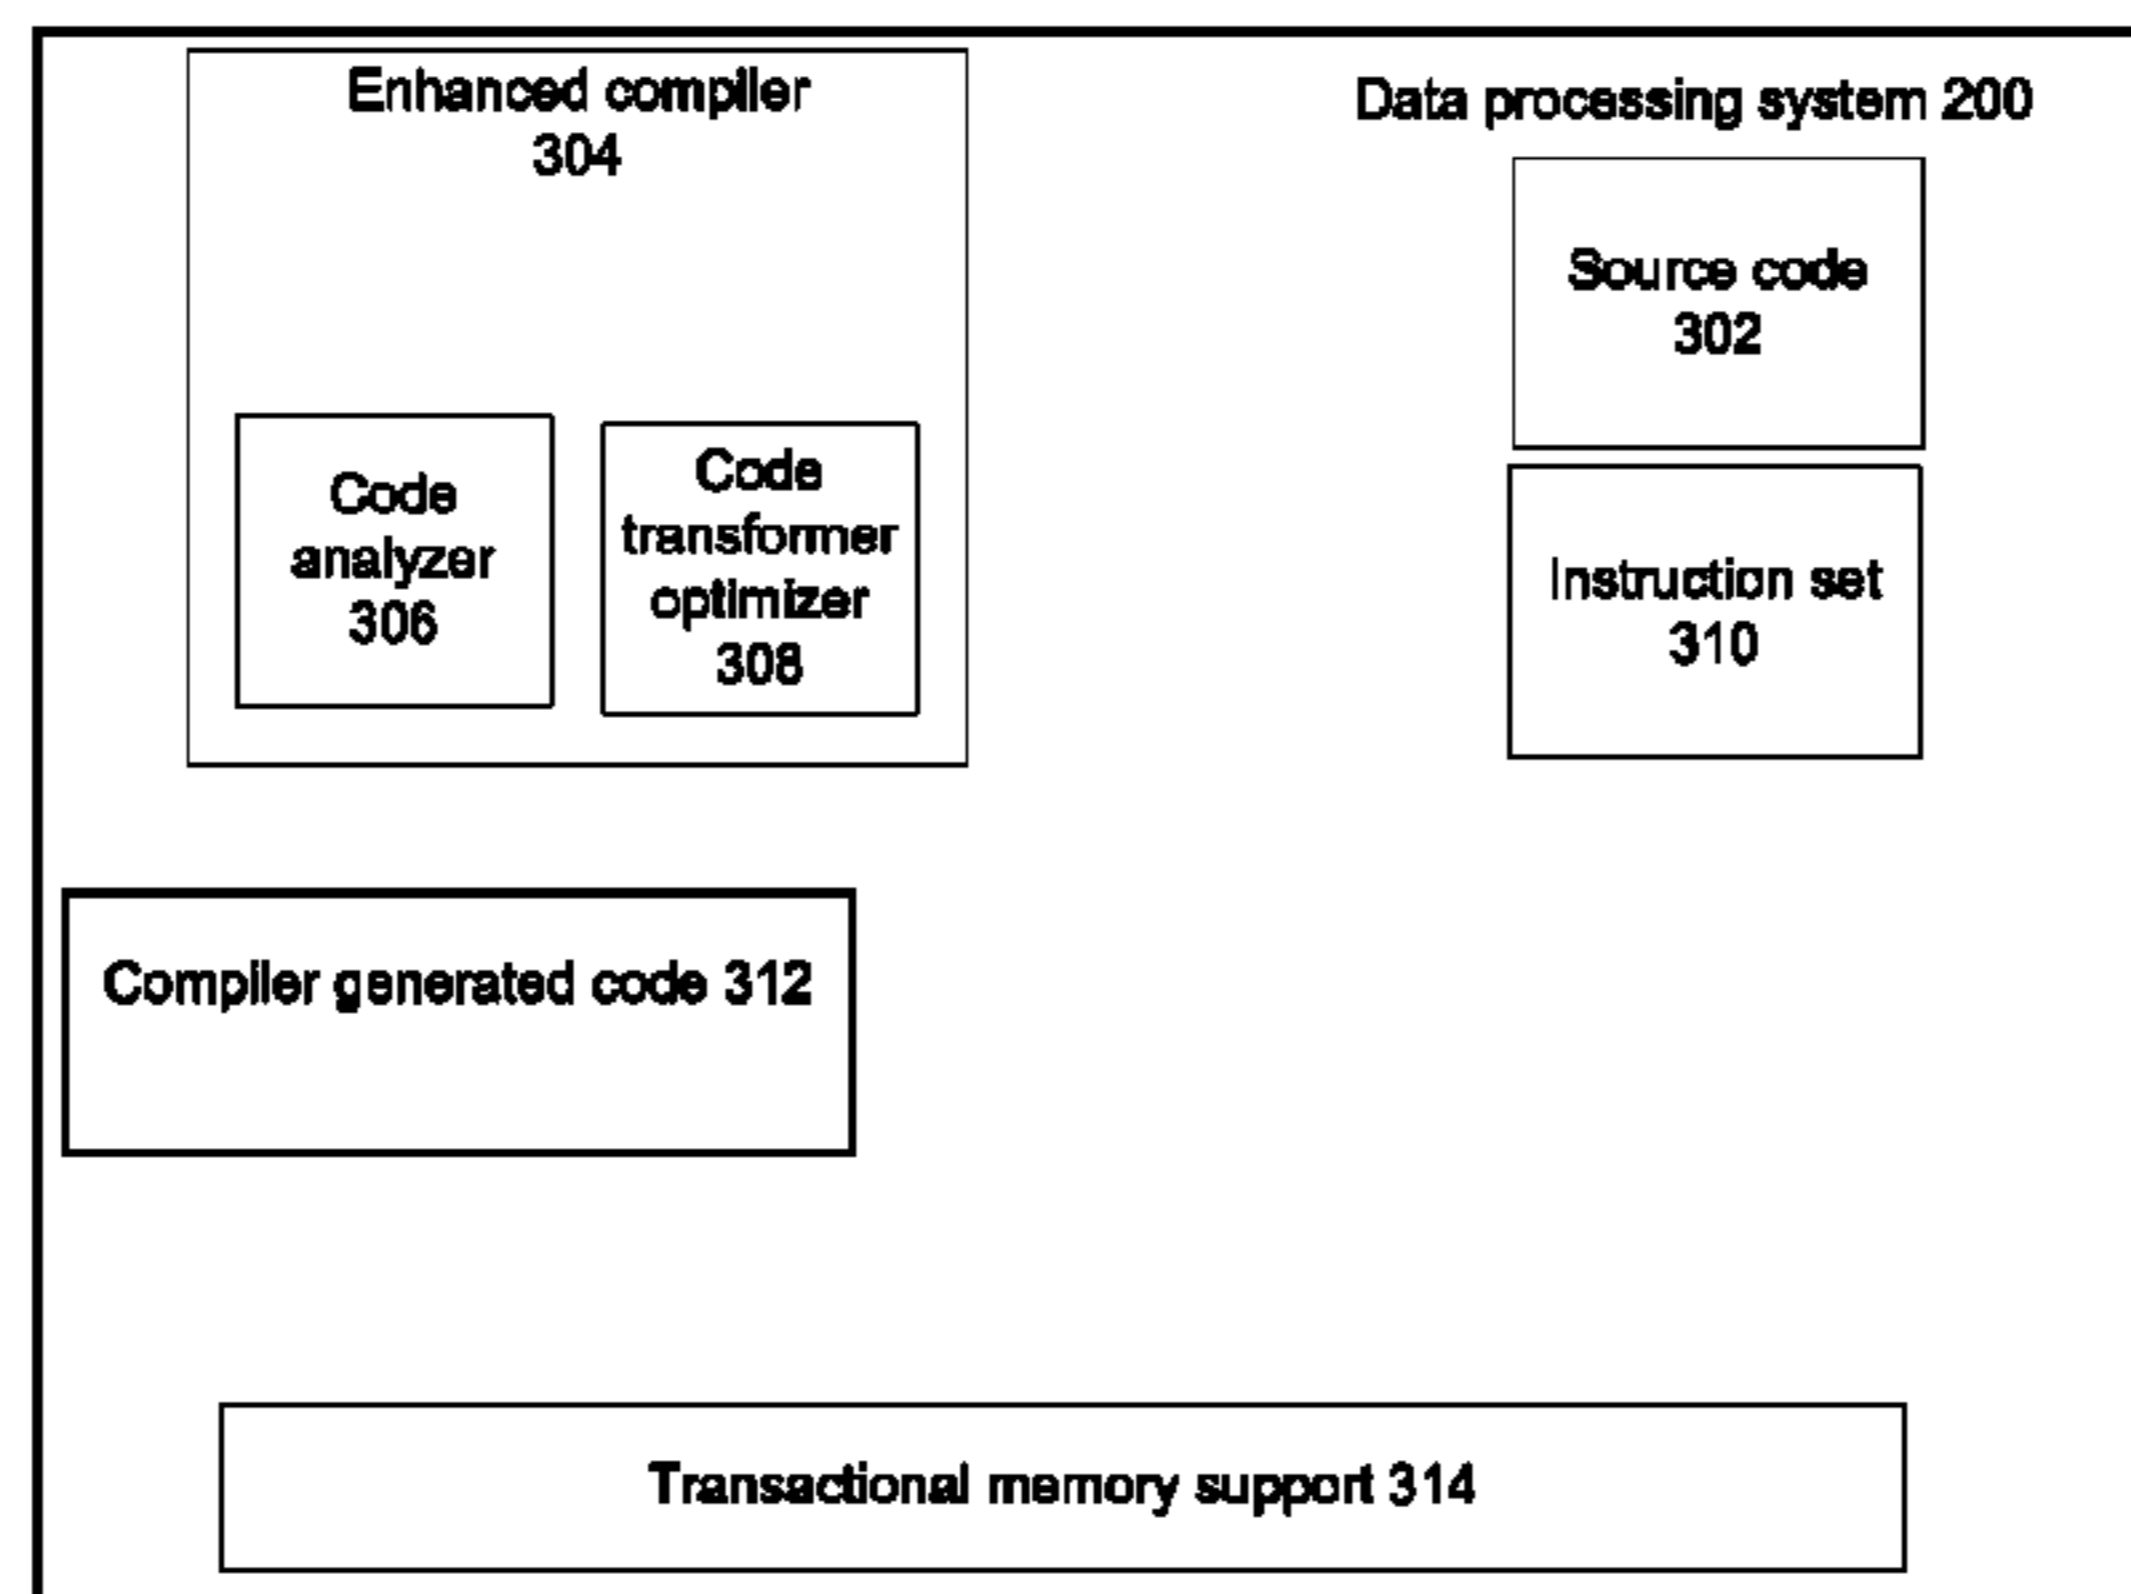 Enhanced compiler
304
Data processing system 200
Source code
302
Code
analyzer
306
Code
transformer
optimizer
308
Instruction set
310
Compiler generated code 312
Transactional memory support 314